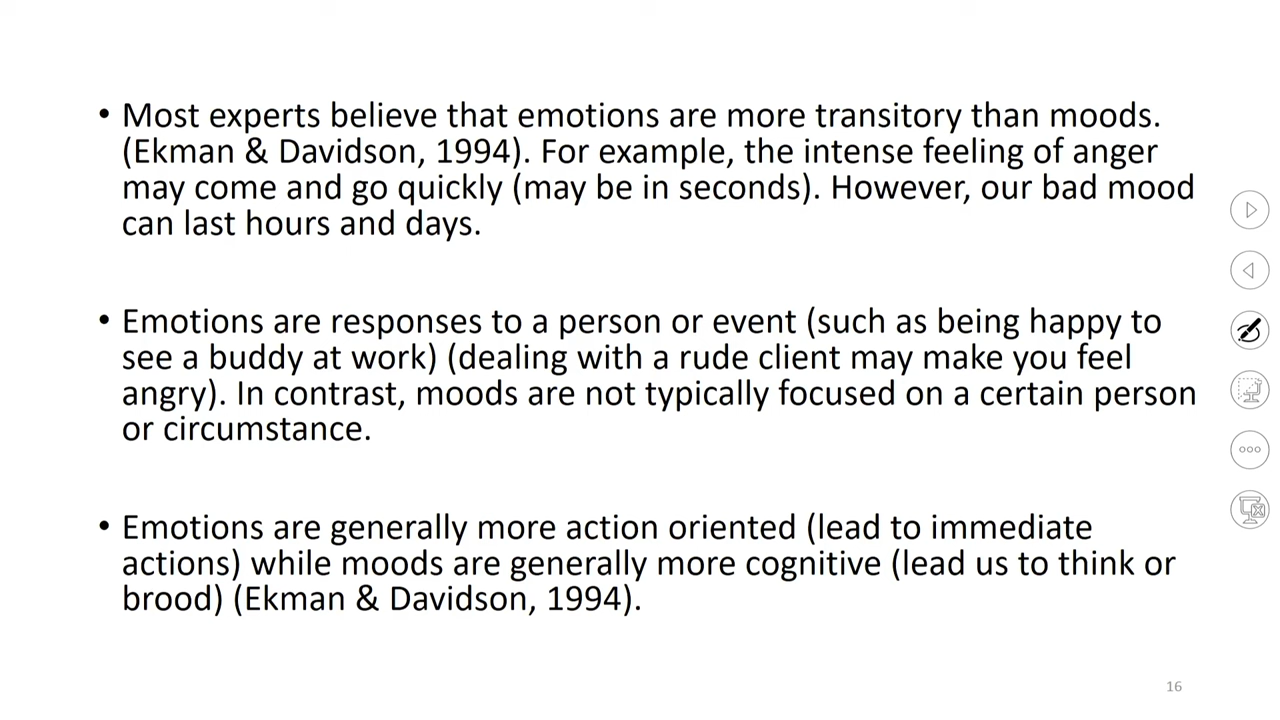 • Most experts believe that emotions are more transitory than moods.
(Ekman & Davidson, 1994). For example, the intense feeling of anger
may come and go quickly (may be in seconds). However, our bad mood
can last hours and days.
• Emotions are responses to a person or event (such as being happy to
see a buddy at work) (dealing with a rude client may make you feel
angry). In contrast, moods are not typically focused on a certain person
or circumstance.
• Emotions are generally more action oriented (lead to immediate
actions) while moods are generally more cognitive (lead us to think or
brood) (Ekman & Davidson, 1994).
16